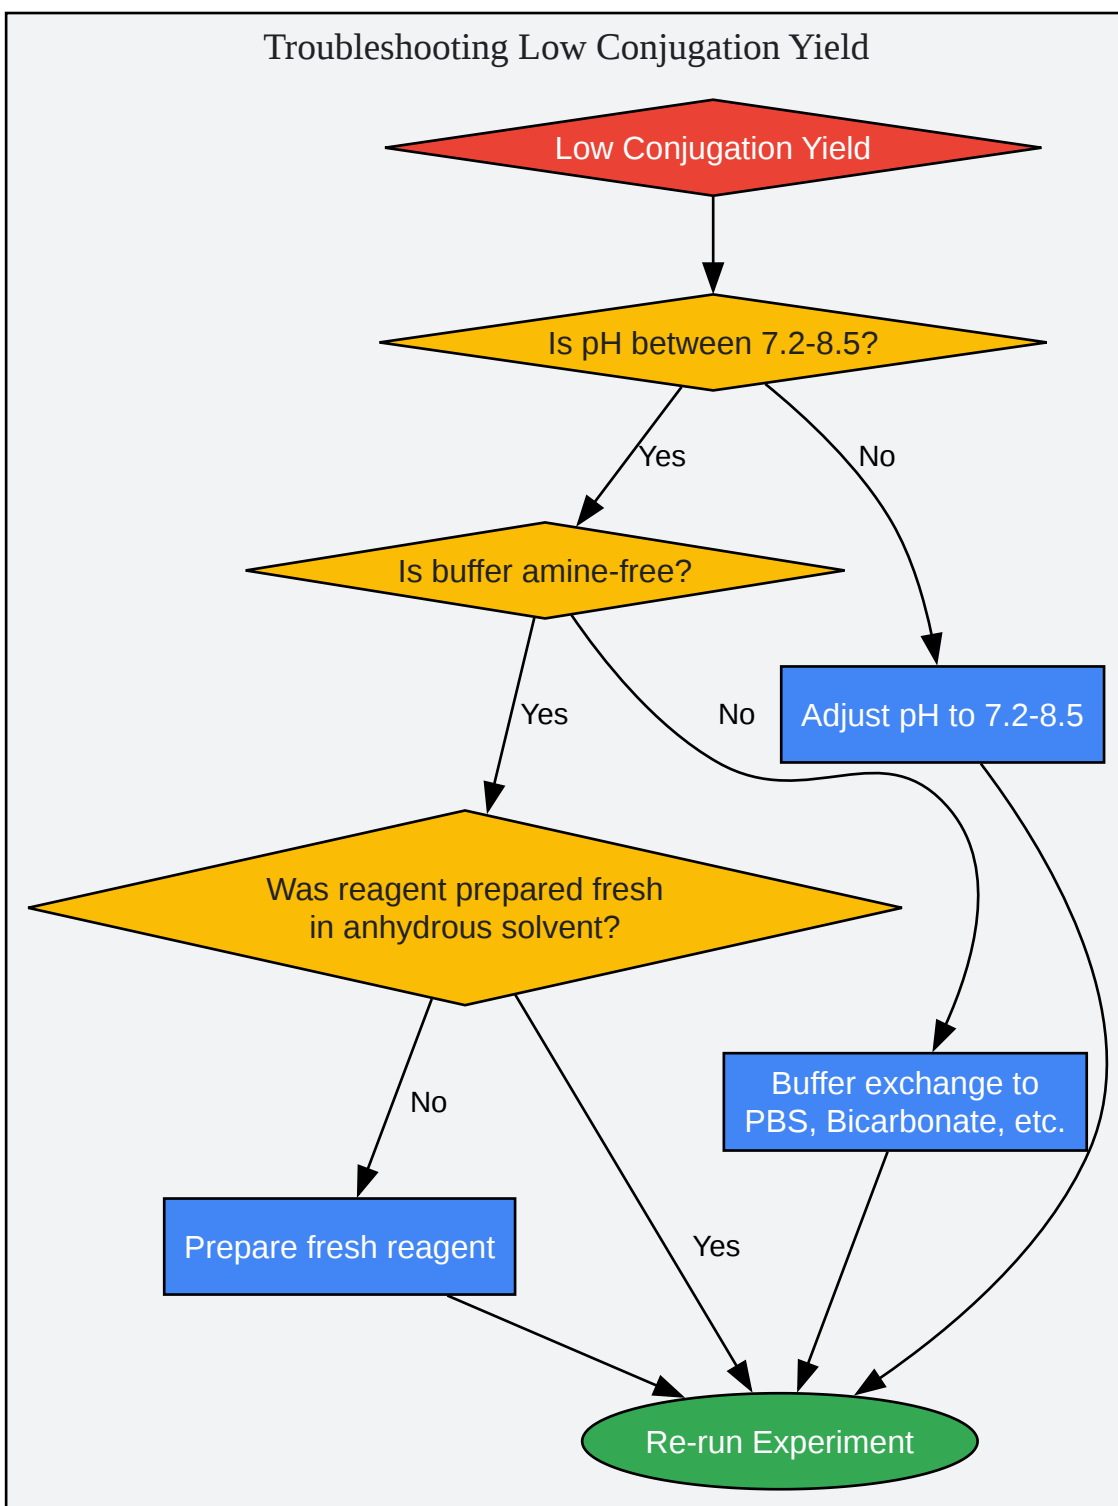 Troubleshooting Low Conjugation Yield
Low Conjugation Yield
Is pH between 7.2-8.5?
Yes
No
Is buffer amine-free?
Yes
No
Adjust pH to 7.2-8.5
Was reagent prepared fresh
in anhydrous solvent?
No
Buffer exchange to
PBS, Bicarbonate, etc.
Prepare fresh reagent
Yes
Re-run Experiment